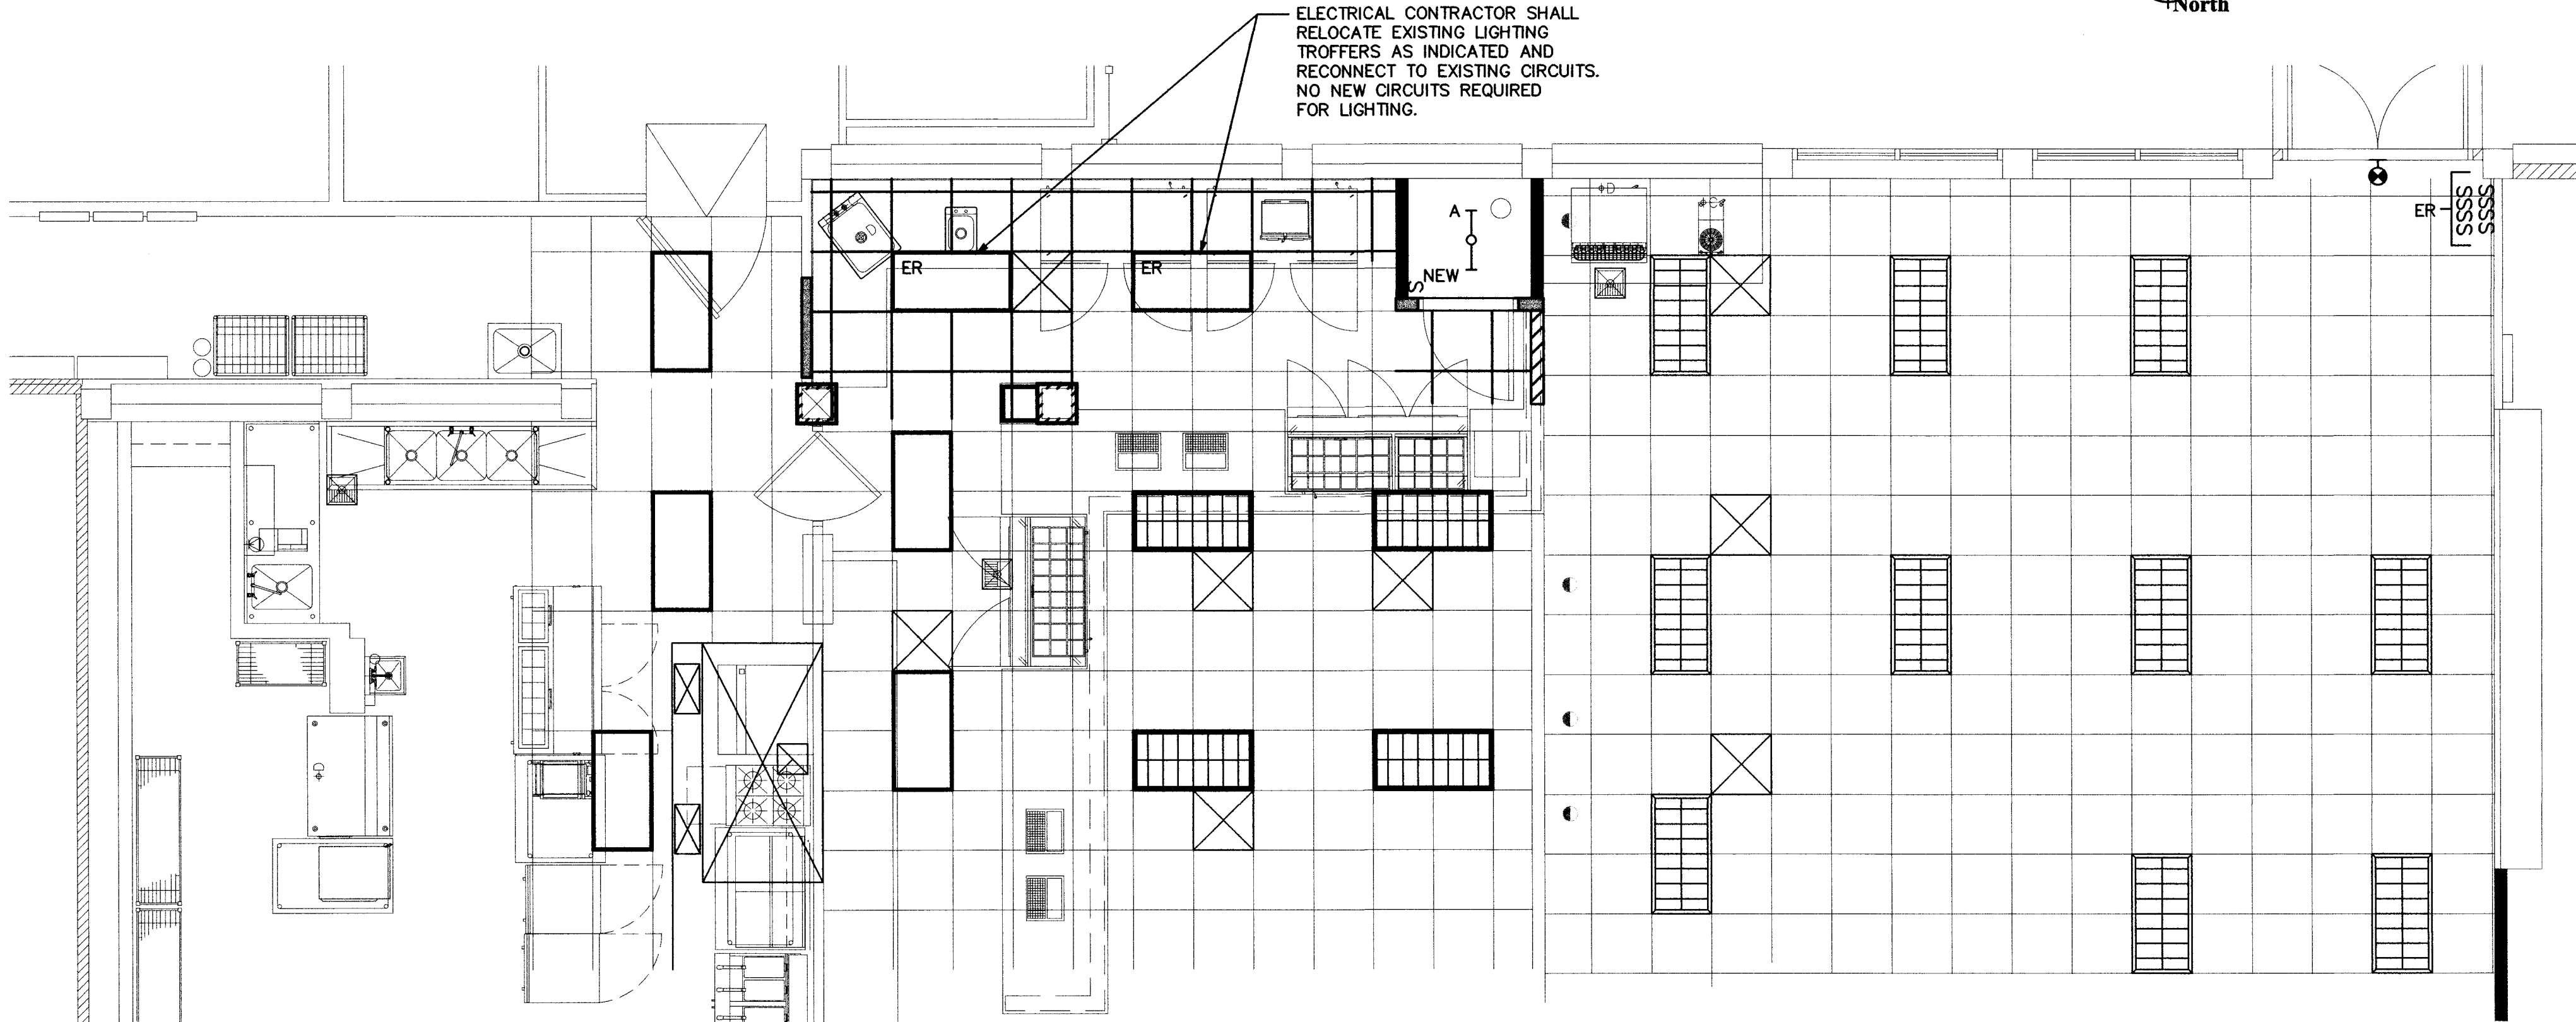 North
ELECTRICAL CONTRACTOR SHALL
RELOCATE EXISTING LIGHTING
TROFFERS AS INDICATED AND
RECONNECT TO EXISTING CIRCUITS.
NO NEW CIRCUITS REQUIRED
FOR LIGHTING.
D
C
A
NEW
S
ER
SSSS
SSSS
ER
ER
D
D